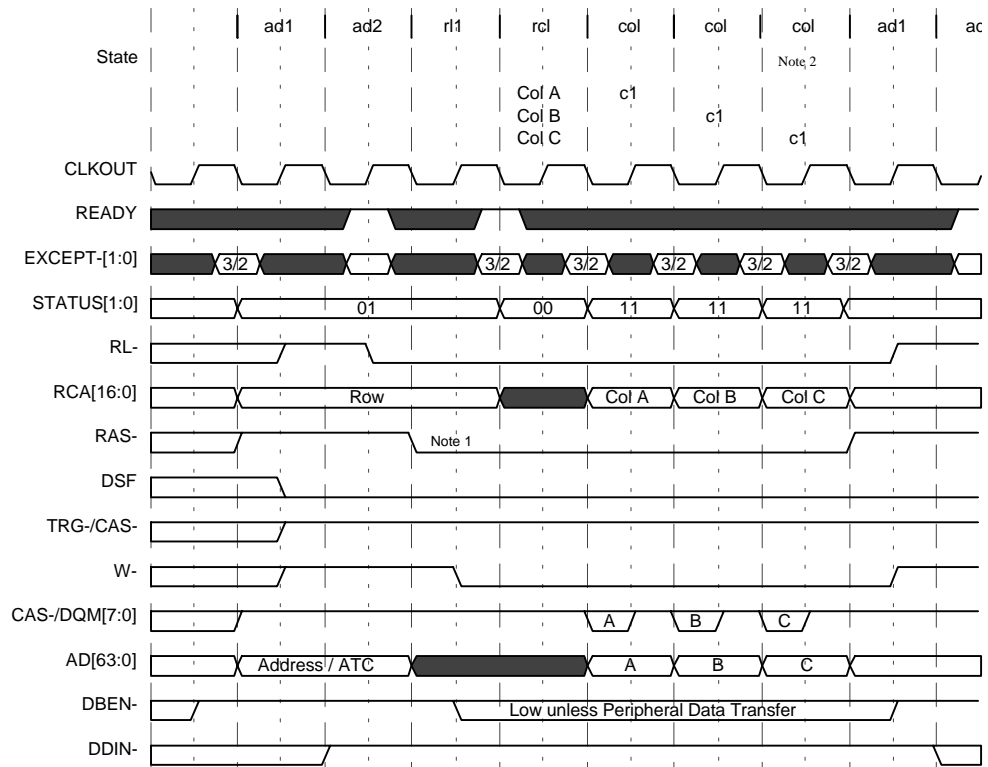 ad1 ad2 rl1 rcl col col col ad1 ad
State Note 2
Col A c1
Col B c1
Col C c1
CLKOUT
READY
EXCEPT-[1:0] 3/2 3/2 3/2 3/2 3/2 3/2
STATUS[1:0] 01 00 11 11 11
RL-
RCA[16:0] Row Col A Col B Col C
RAS- Note 1
DSF
TRG-/CAS-
W-
CAS-/DQM[7:0] A B C
AD[63:0] Address / ATC A B C
DBEN- Low unless Peripheral Data Transfer
DDIN-